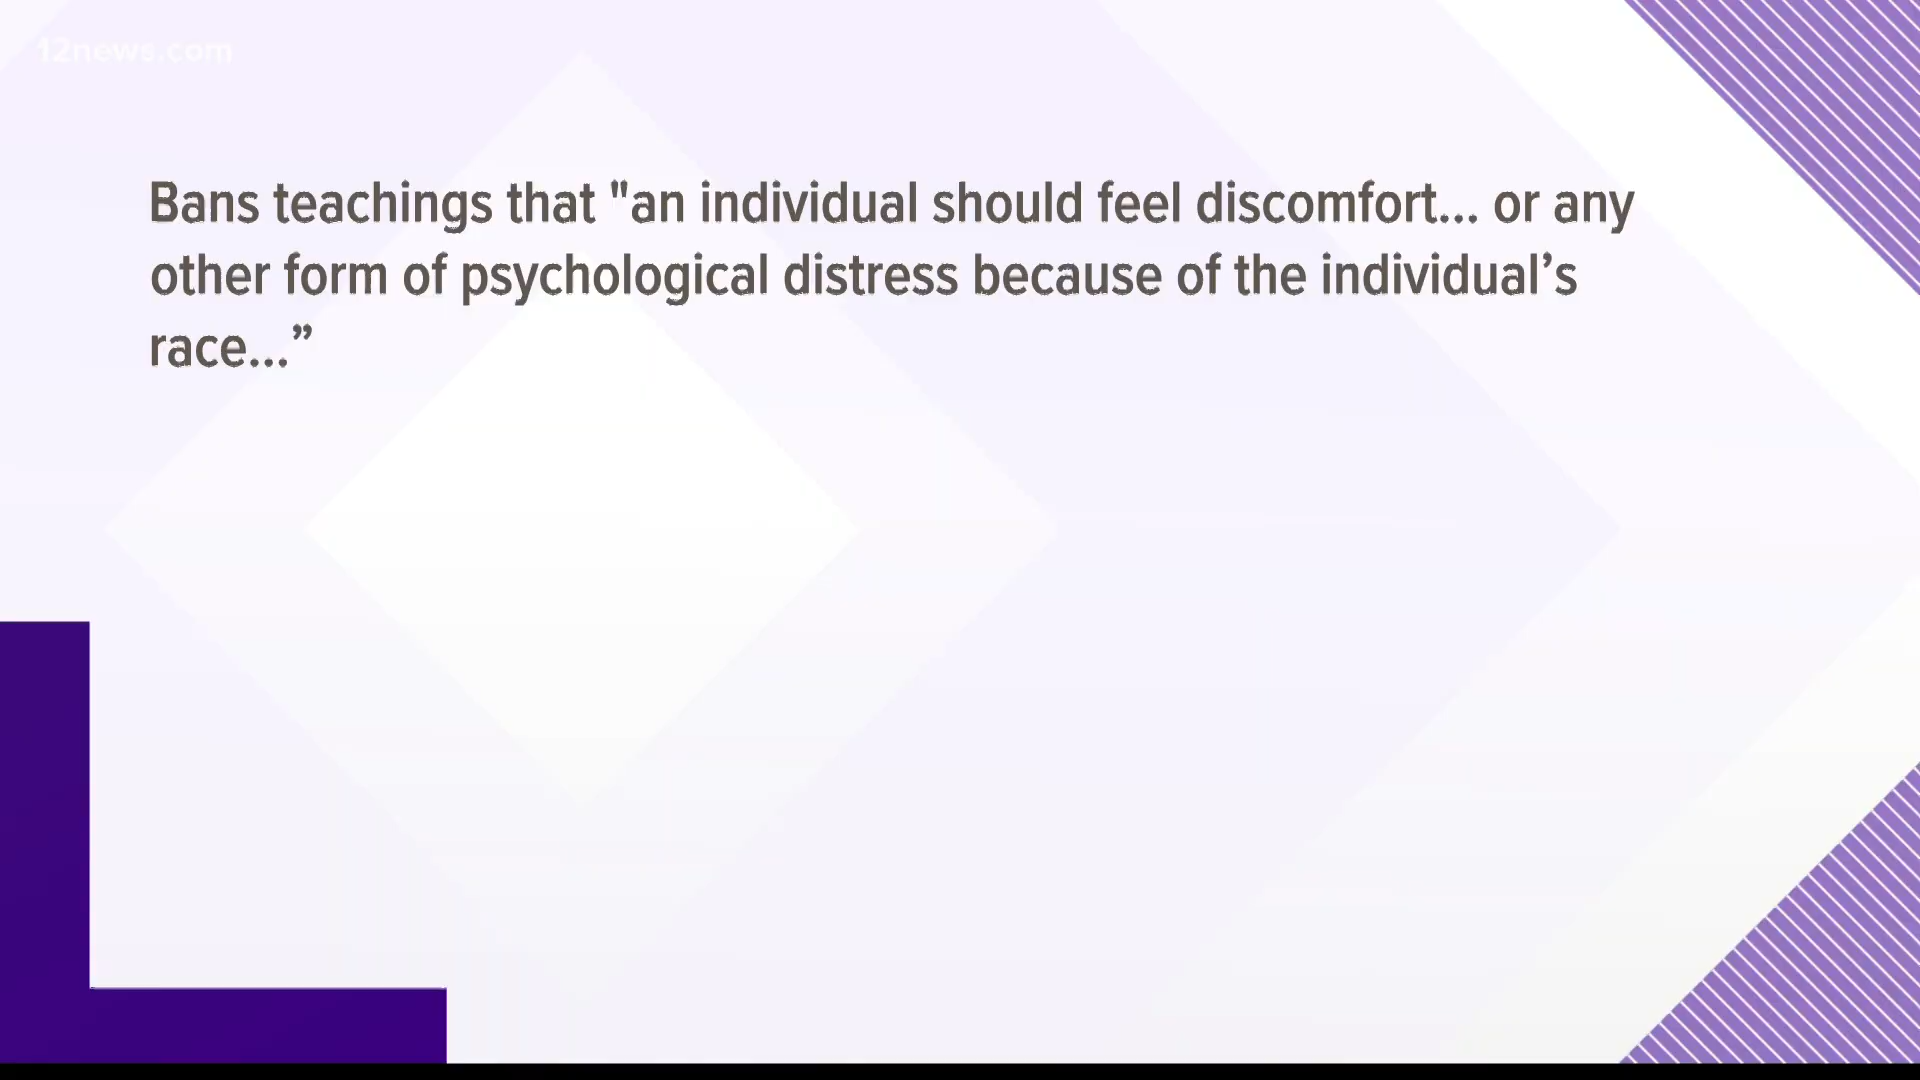 12news.com
Bans teachings that "an individual should feel discomfort... or any
other form of psychological distress because of the individual’s
race...”